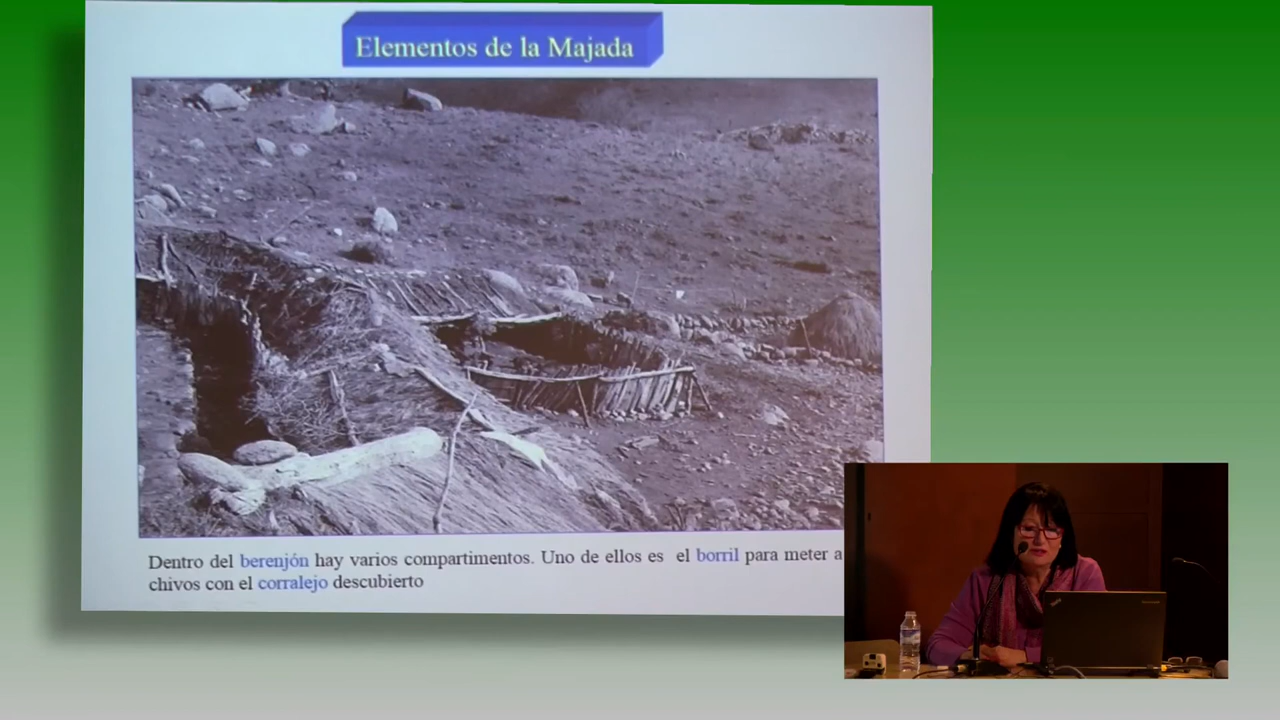 Elementos de la Majada
Dentro del berenjón hay varios compartimentos. Uno de ellos es el borril para meter a
chivos con el corralejo descubierto